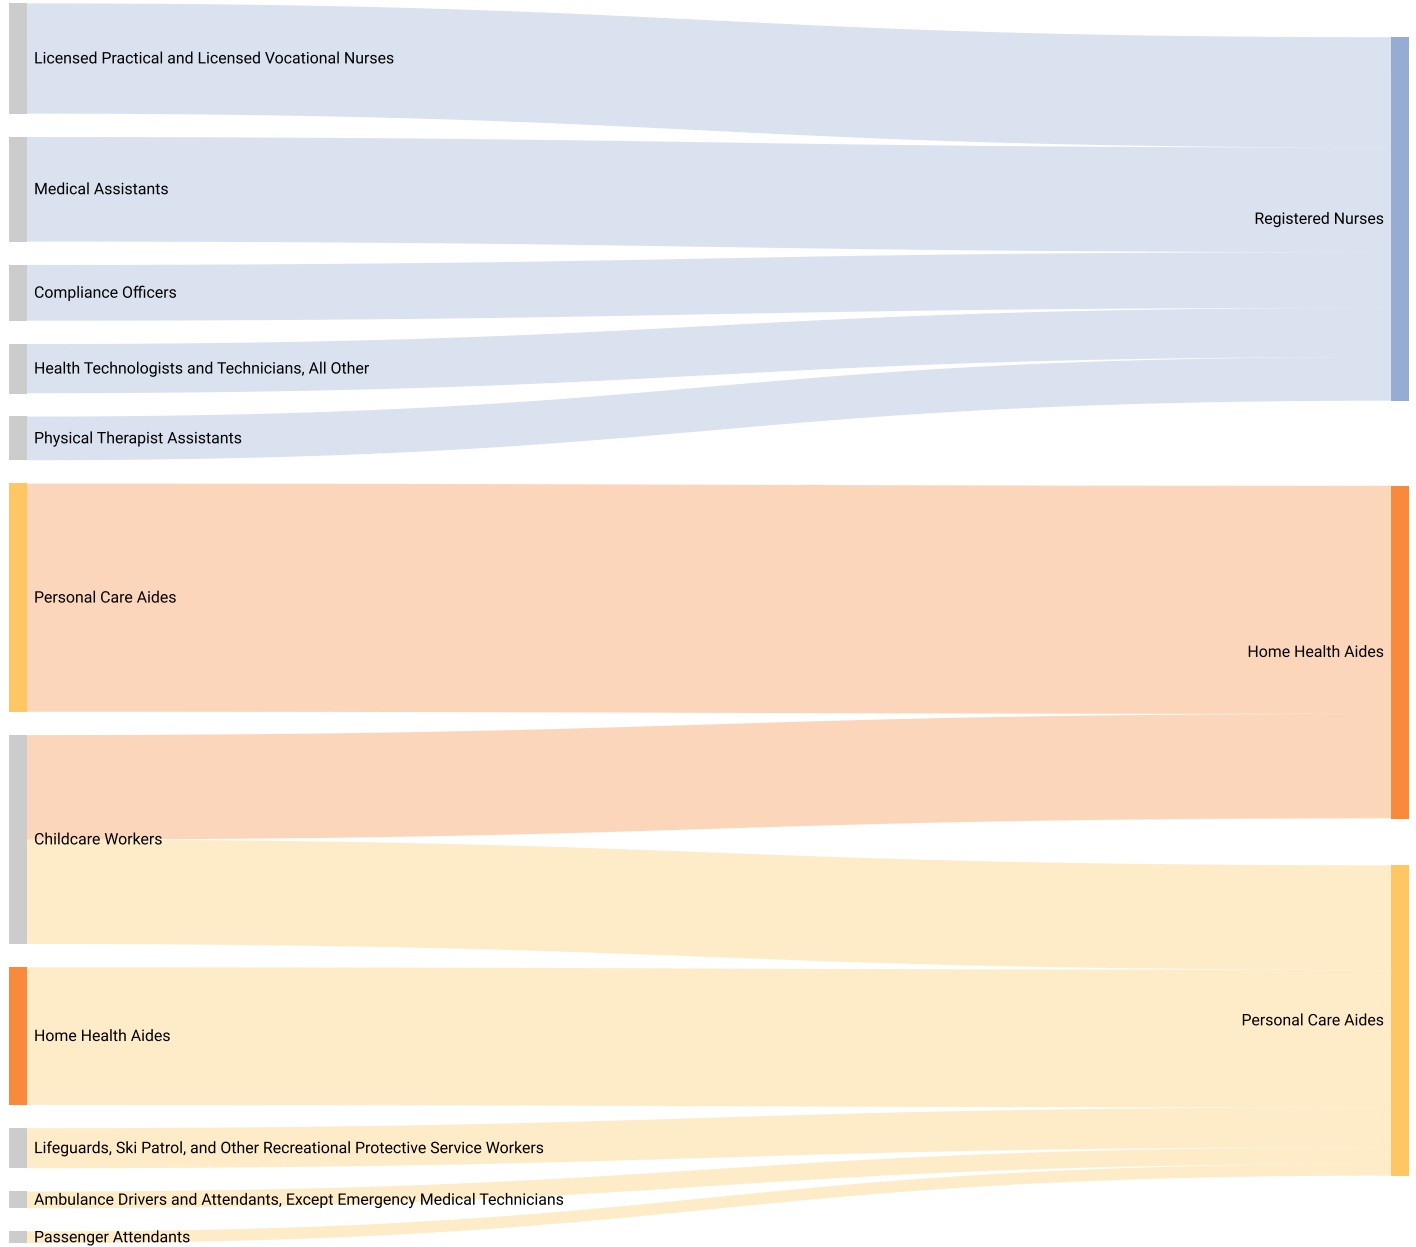 Licensed Practical and Licensed Vocational Nurses
Medical Assistants
Registered Nurses
Compliance Officers
Health Technologists and Technicians, All Other
Physical Therapist Assistants
Personal Care Aides
Home Health Aides
Childcare Workers
Personal Care Aides
Home Health Aides
Lifeguards, Ski Patrol, and Other Recreational Protective Service Workers
Ambulance Drivers and Attendants, Except Emergency Medical Technicians
Passenger Attendants